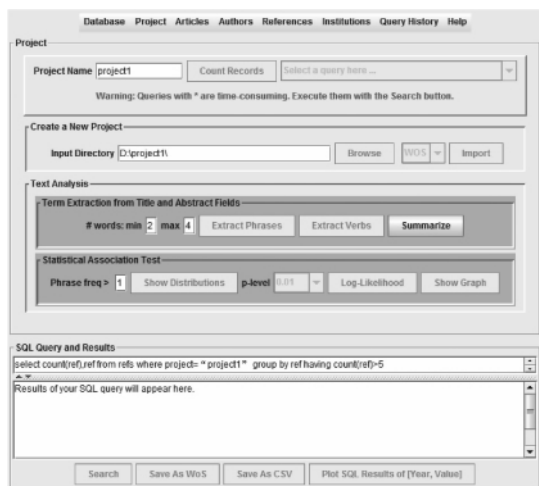 Database Project Articles Authors References Institutions Query History Help
Project
Project Name project1 Count Records Select a query here ...
Warning: Queries with * are time-consuming. Execute them with the Search button.
Create a New Project
Input Directory D:\project1\ Browse WOS Import
Text Analysis
Term Extraction from Title and Abstract Fields
# words: min 2 max 4 Extract Phrases Extract Verbs Summarize
Statistical Association Test
Phrase freq > 1 Show Distributions p-level 0.01 Log-Likelihood Show Graph
SQL Query and Results
select count(ref),ref from refs where project= "project1" group by ref having count(ref)>5
Results of your SQL query will appear here.
Search Save As WoS Save As CSV Plot SQL Results of [Year, Value]